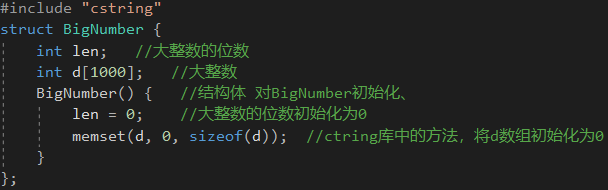 #include "cstring"
struct BigNumber {
int len;   //大整数的位数
int d[1000];   //大整数
BigNumber() {   //结构体 对BigNumber初始化、
len = 0;   //大整数的位数初始化为0
memset(d, 0, sizeof(d));  //ctring库中的方法，将d数组初始化为0
}
};